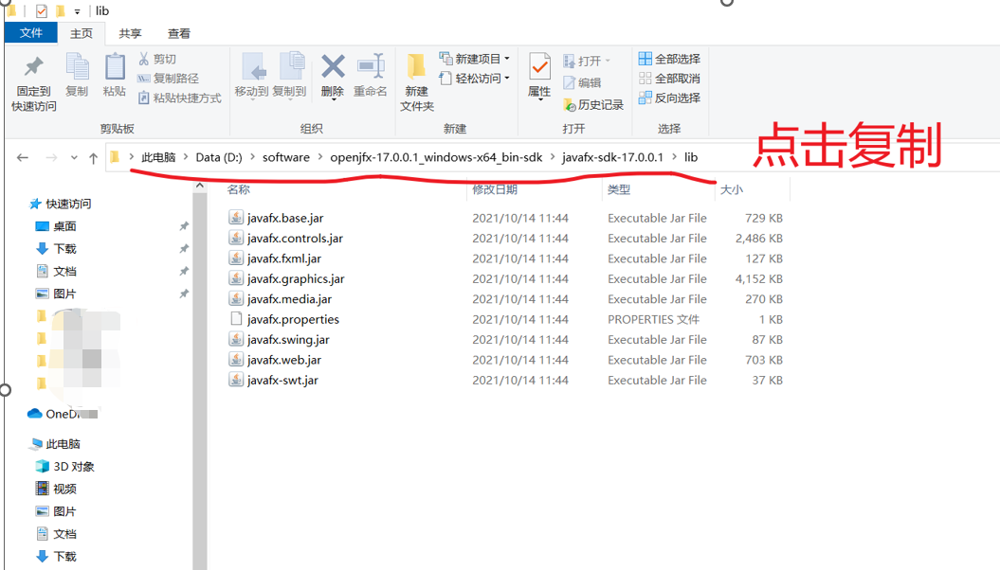 lib
文件 主页 共享 查看
固定到快速访问 复制 粘贴 剪切 复制路径 粘贴快捷方式
移动到 复制到 删除 重命名
新建文件夹 新建项目 轻松访问
属性 打开 编辑 历史记录
全部选择 全部取消 反向选择
剪贴板 组织 新建 打开 选择
此电脑 > Data (D:) > software > openjfx-17.0.0.1_windows-x64_bin-sdk > javafx-sdk-17.0.0.1 > lib
点击复制
名称 修改日期 类型 大小
javafx.base.jar 2021/10/14 11:44 Executable Jar File 729 KB
javafx.controls.jar 2021/10/14 11:44 Executable Jar File 2,486 KB
javafx.fxml.jar 2021/10/14 11:44 Executable Jar File 127 KB
javafx.graphics.jar 2021/10/14 11:44 Executable Jar File 4,152 KB
javafx.media.jar 2021/10/14 11:44 Executable Jar File 270 KB
javafx.properties 2021/10/14 11:44 PROPERTIES 文件 1 KB
javafx.swing.jar 2021/10/14 11:44 Executable Jar File 87 KB
javafx.web.jar 2021/10/14 11:44 Executable Jar File 703 KB
javafx-swt.jar 2021/10/14 11:44 Executable Jar File 37 KB
快速访问
桌面
下载
文档
图片
此电脑
3D 对象
视频
图片
文档
下载